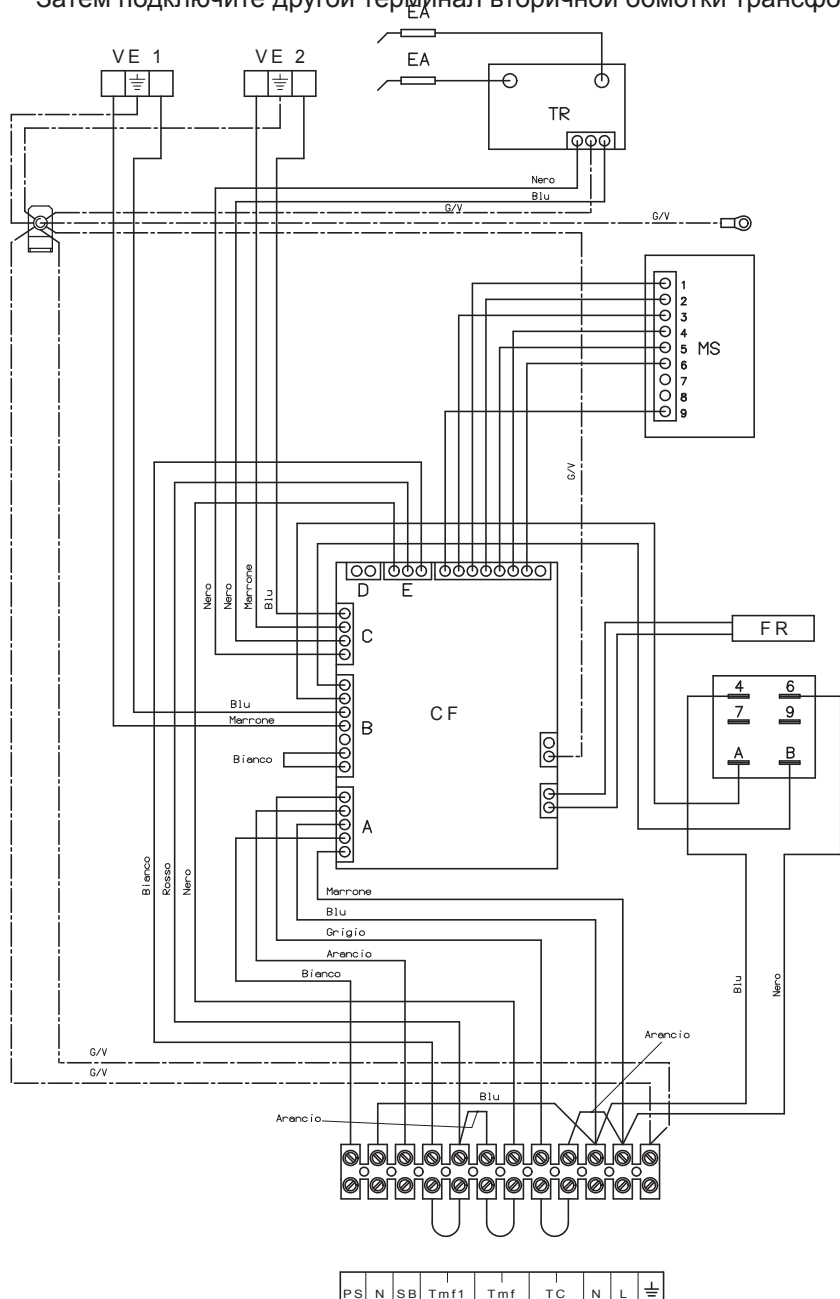 Затем подключите другой терминал вторичной обмотки трансфо
EA
EA
VE 1
VE 2
TR
Nero
Blu
G/V
G/V
1
2
3
4
5
6
7
8
9
MS
G/V
Nero
Nero
Marrone
Blu
D
E
C
B
A
CF
FR
Blu
Marrone
Bianco
4
6
7
9
A
B
Bianco
Rosso
Nero
Marrone
Blu
Grigio
Arancio
Bianco
Blu
Nero
G/V
G/V
Arancio
Blu
Arancio
PS N SB Tmf1 Tmf TC N L